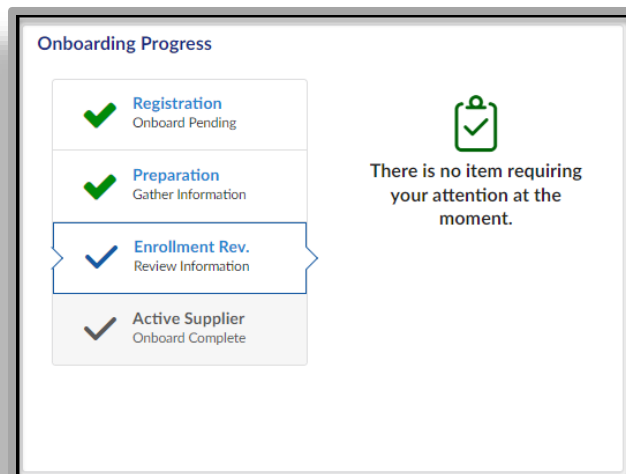 Onboarding Progress
Registration
Onboard Pending
Preparation
Gather Information
Enrollment Rev.
Review Information
Active Supplier
Onboard Complete
There is no item requiring
your attention at the
moment.